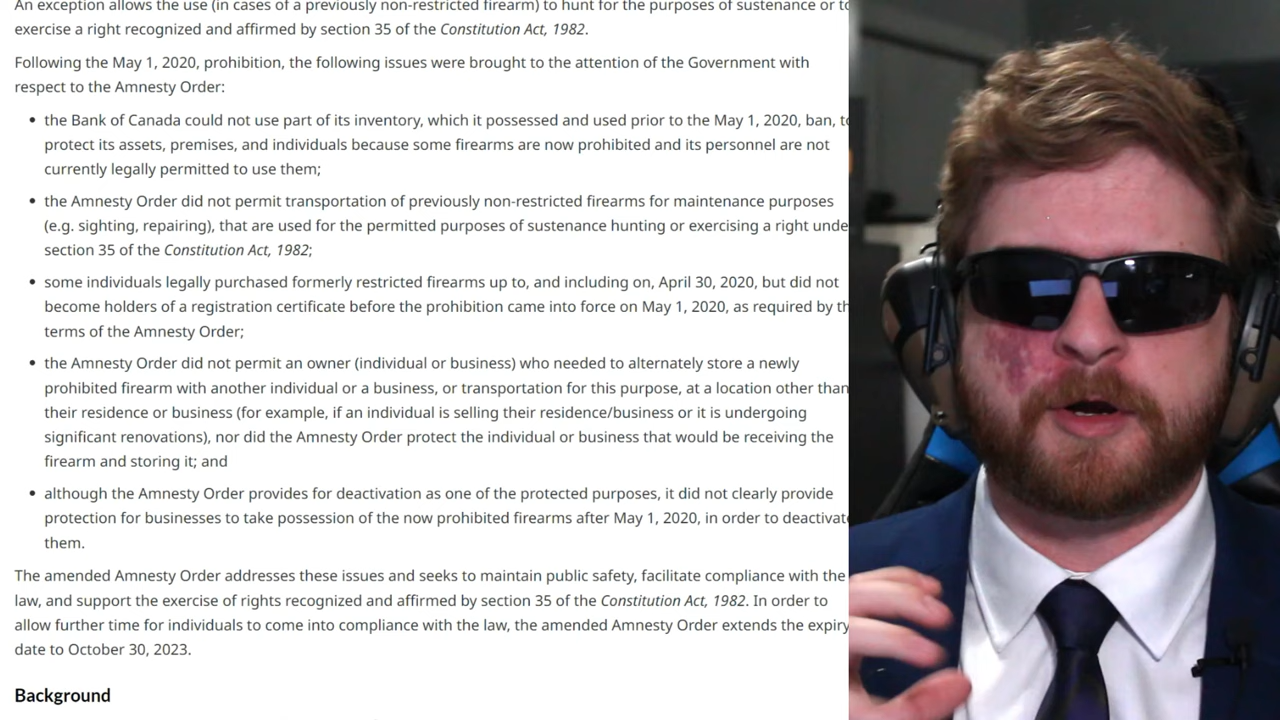 An exception allows the use (in cases of a previously non-restricted firearm) to hunt for the purposes of sustenance or to
exercise a right recognized and affirmed by section 35 of the Constitution Act, 1982.
Following the May 1, 2020, prohibition, the following issues were brought to the attention of the Government with
respect to the Amnesty Order:
• the Bank of Canada could not use part of its inventory, which it possessed and used prior to the May 1, 2020, ban, to
protect its assets, premises, and individuals because some firearms are now prohibited and its personnel are not
currently legally permitted to use them;
• the Amnesty Order did not permit transportation of previously non-restricted firearms for maintenance purposes
(e.g. sighting, repairing), that are used for the permitted purposes of sustenance hunting or exercising a right unde
section 35 of the Constitution Act, 1982;
• some individuals legally purchased formerly restricted firearms up to, and including on, April 30, 2020, but did not
become holders of a registration certificate before the prohibition came into force on May 1, 2020, as required by th
terms of the Amnesty Order;
• the Amnesty Order did not permit an owner (individual or business) who needed to alternately store a newly
prohibited firearm with another individual or a business, or transportation for this purpose, at a location other than
their residence or business (for example, if an individual is selling their residence/business or it is undergoing
significant renovations), nor did the Amnesty Order protect the individual or business that would be receiving the
firearm and storing it; and
• although the Amnesty Order provides for deactivation as one of the protected purposes, it did not clearly provide
protection for businesses to take possession of the now prohibited firearms after May 1, 2020, in order to deactivate
them.
The amended Amnesty Order addresses these issues and seeks to maintain public safety, facilitate compliance with the
law, and support the exercise of rights recognized and affirmed by section 35 of the Constitution Act, 1982. In order to
allow further time for individuals to come into compliance with the law, the amended Amnesty Order extends the expiry
date to October 30, 2023.
Background